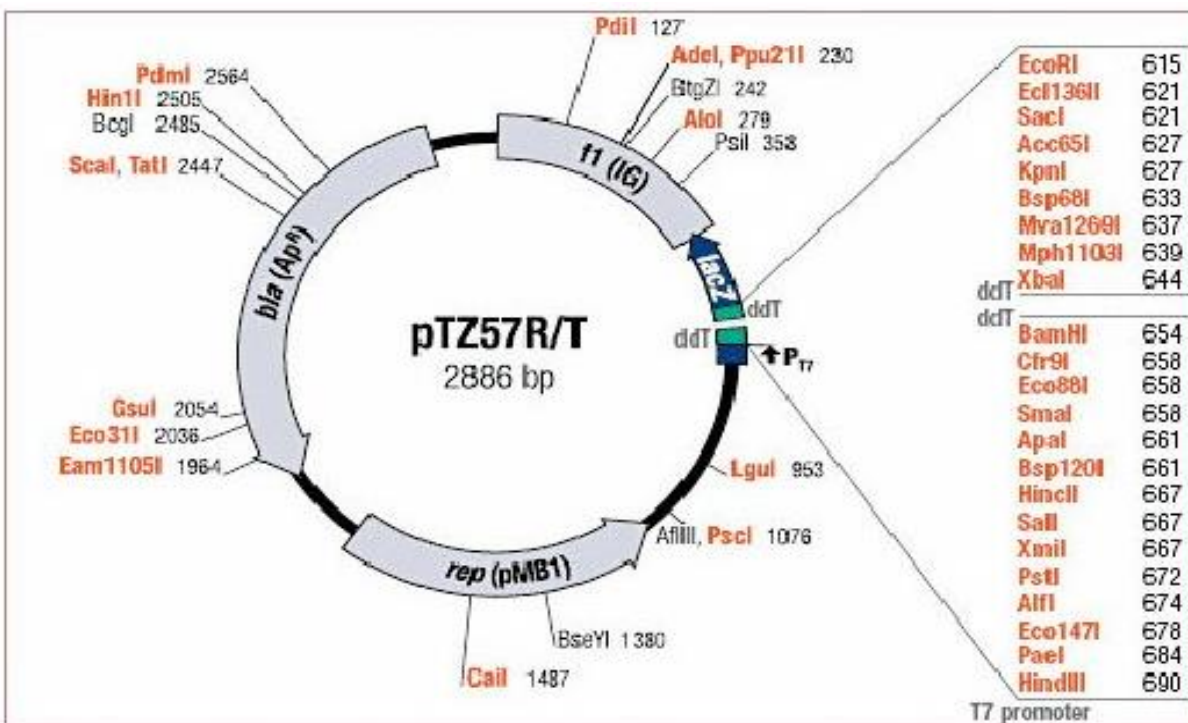 PdiI 127
AdeI, Ppu21I 230
BtgZI 242
AloI 279
PsiI 358
PdmI 2564
Hin1I 2505
BcgI 2485
ScaI, TatI 2447
f1 (IG)
bla (ApR)
lacZ
ddT
ddT
pTZ57R/T
2886 bp
PT7
GsuI 2054
Eco31I 2036
Eam1105I 1964
LguI 953
AflIII, PscI 1076
rep (pMB1)
BseYI 1380
CaiI 1487
EcoRI 615
Ecl136II 621
SacI 621
Acc65I 627
KpnI 627
Bsp68I 633
Mva1269I 637
Mph1103I 639
XbaI 644
ddT
ddT
BamHI 654
Cfr9I 658
Eco88I 658
SmaI 658
ApaI 661
Bsp120I 661
HincII 667
SalI 667
XmiI 667
PstI 672
AlfI 674
Eco147I 678
PaeI 684
HindIII 690
T7 promoter